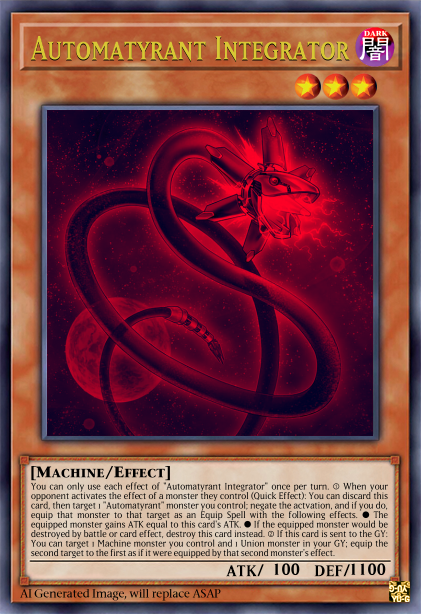 Automatyrant Integrator
DARK
闇
[Machine/Effect]
You can only use each effect of "Automatyrant Integrator" once per turn. ① When your
opponent activates the effect of a monster they control (Quick Effect): You can discard this
card, then target 1 "Automatyrant" monster you control; negate the actvation, and if you do,
equip that monster to that target as an Equip Spell with the following effects. ● The
equipped monster gains ATK equal to this card's ATK. ● If the equipped monster would be
destroyed by battle or card effect, destroy this card instead. ② If this card is sent to the GY:
You can target 1 Machine monster you control and 1 Union monster in your GY; equip the
second target to the first as if it were equipped by that second monster's effect.
ATK/ 100 DEF/1100
AI Generated Image, will replace ASAP